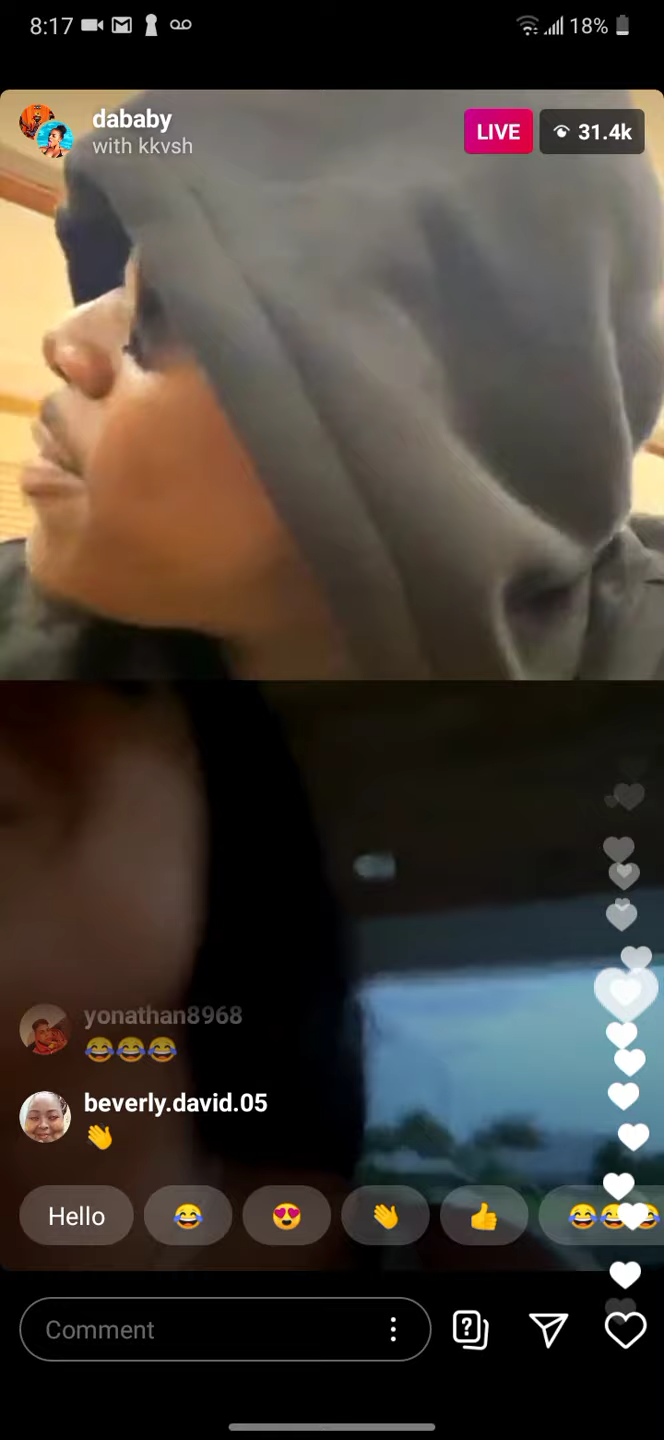 8:17
18%
dababy
with kkvsh
LIVE
31.4k
yonathan8968
😂😂😂
beverly.david.05
👋
Hello 😂 😍 👋 👍 😂😂😂
Comment